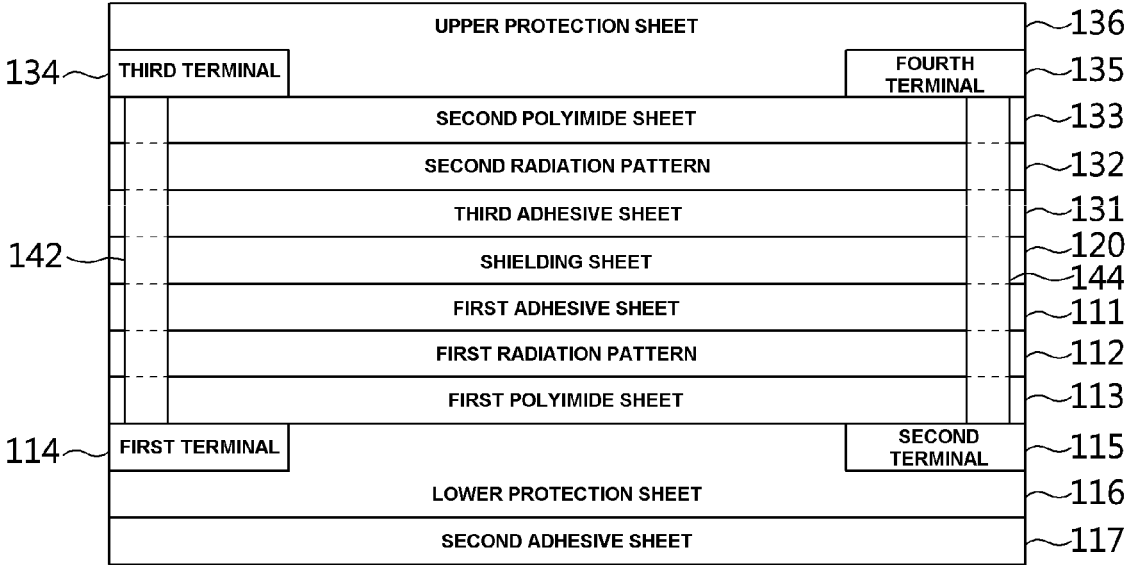 UPPER PROTECTION SHEET 136
134 THIRD TERMINAL FOURTH TERMINAL 135
SECOND POLYIMIDE SHEET 133
SECOND RADIATION PATTERN 132
THIRD ADHESIVE SHEET 131
142 SHIELDING SHEET 120
144
FIRST ADHESIVE SHEET 111
FIRST RADIATION PATTERN 112
FIRST POLYIMIDE SHEET 113
114 FIRST TERMINAL SECOND TERMINAL 115
LOWER PROTECTION SHEET 116
SECOND ADHESIVE SHEET 117